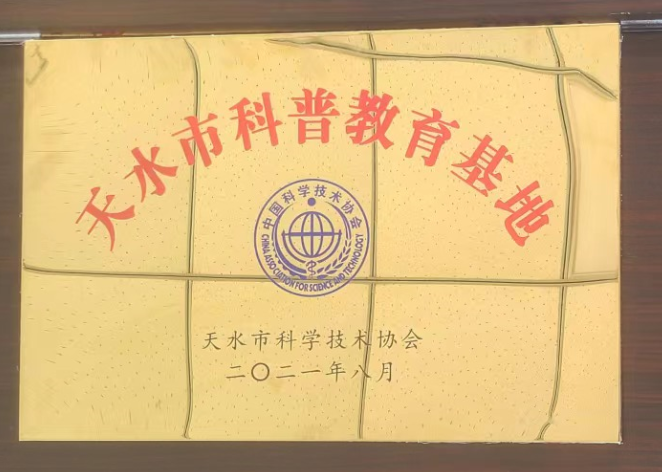 天水市科普教育基地
中国科学技术协会
CHINA ASSOCIATION FOR SCIENCE AND TECHNOLOGY
天水市科学技术协会
二〇二一年八月